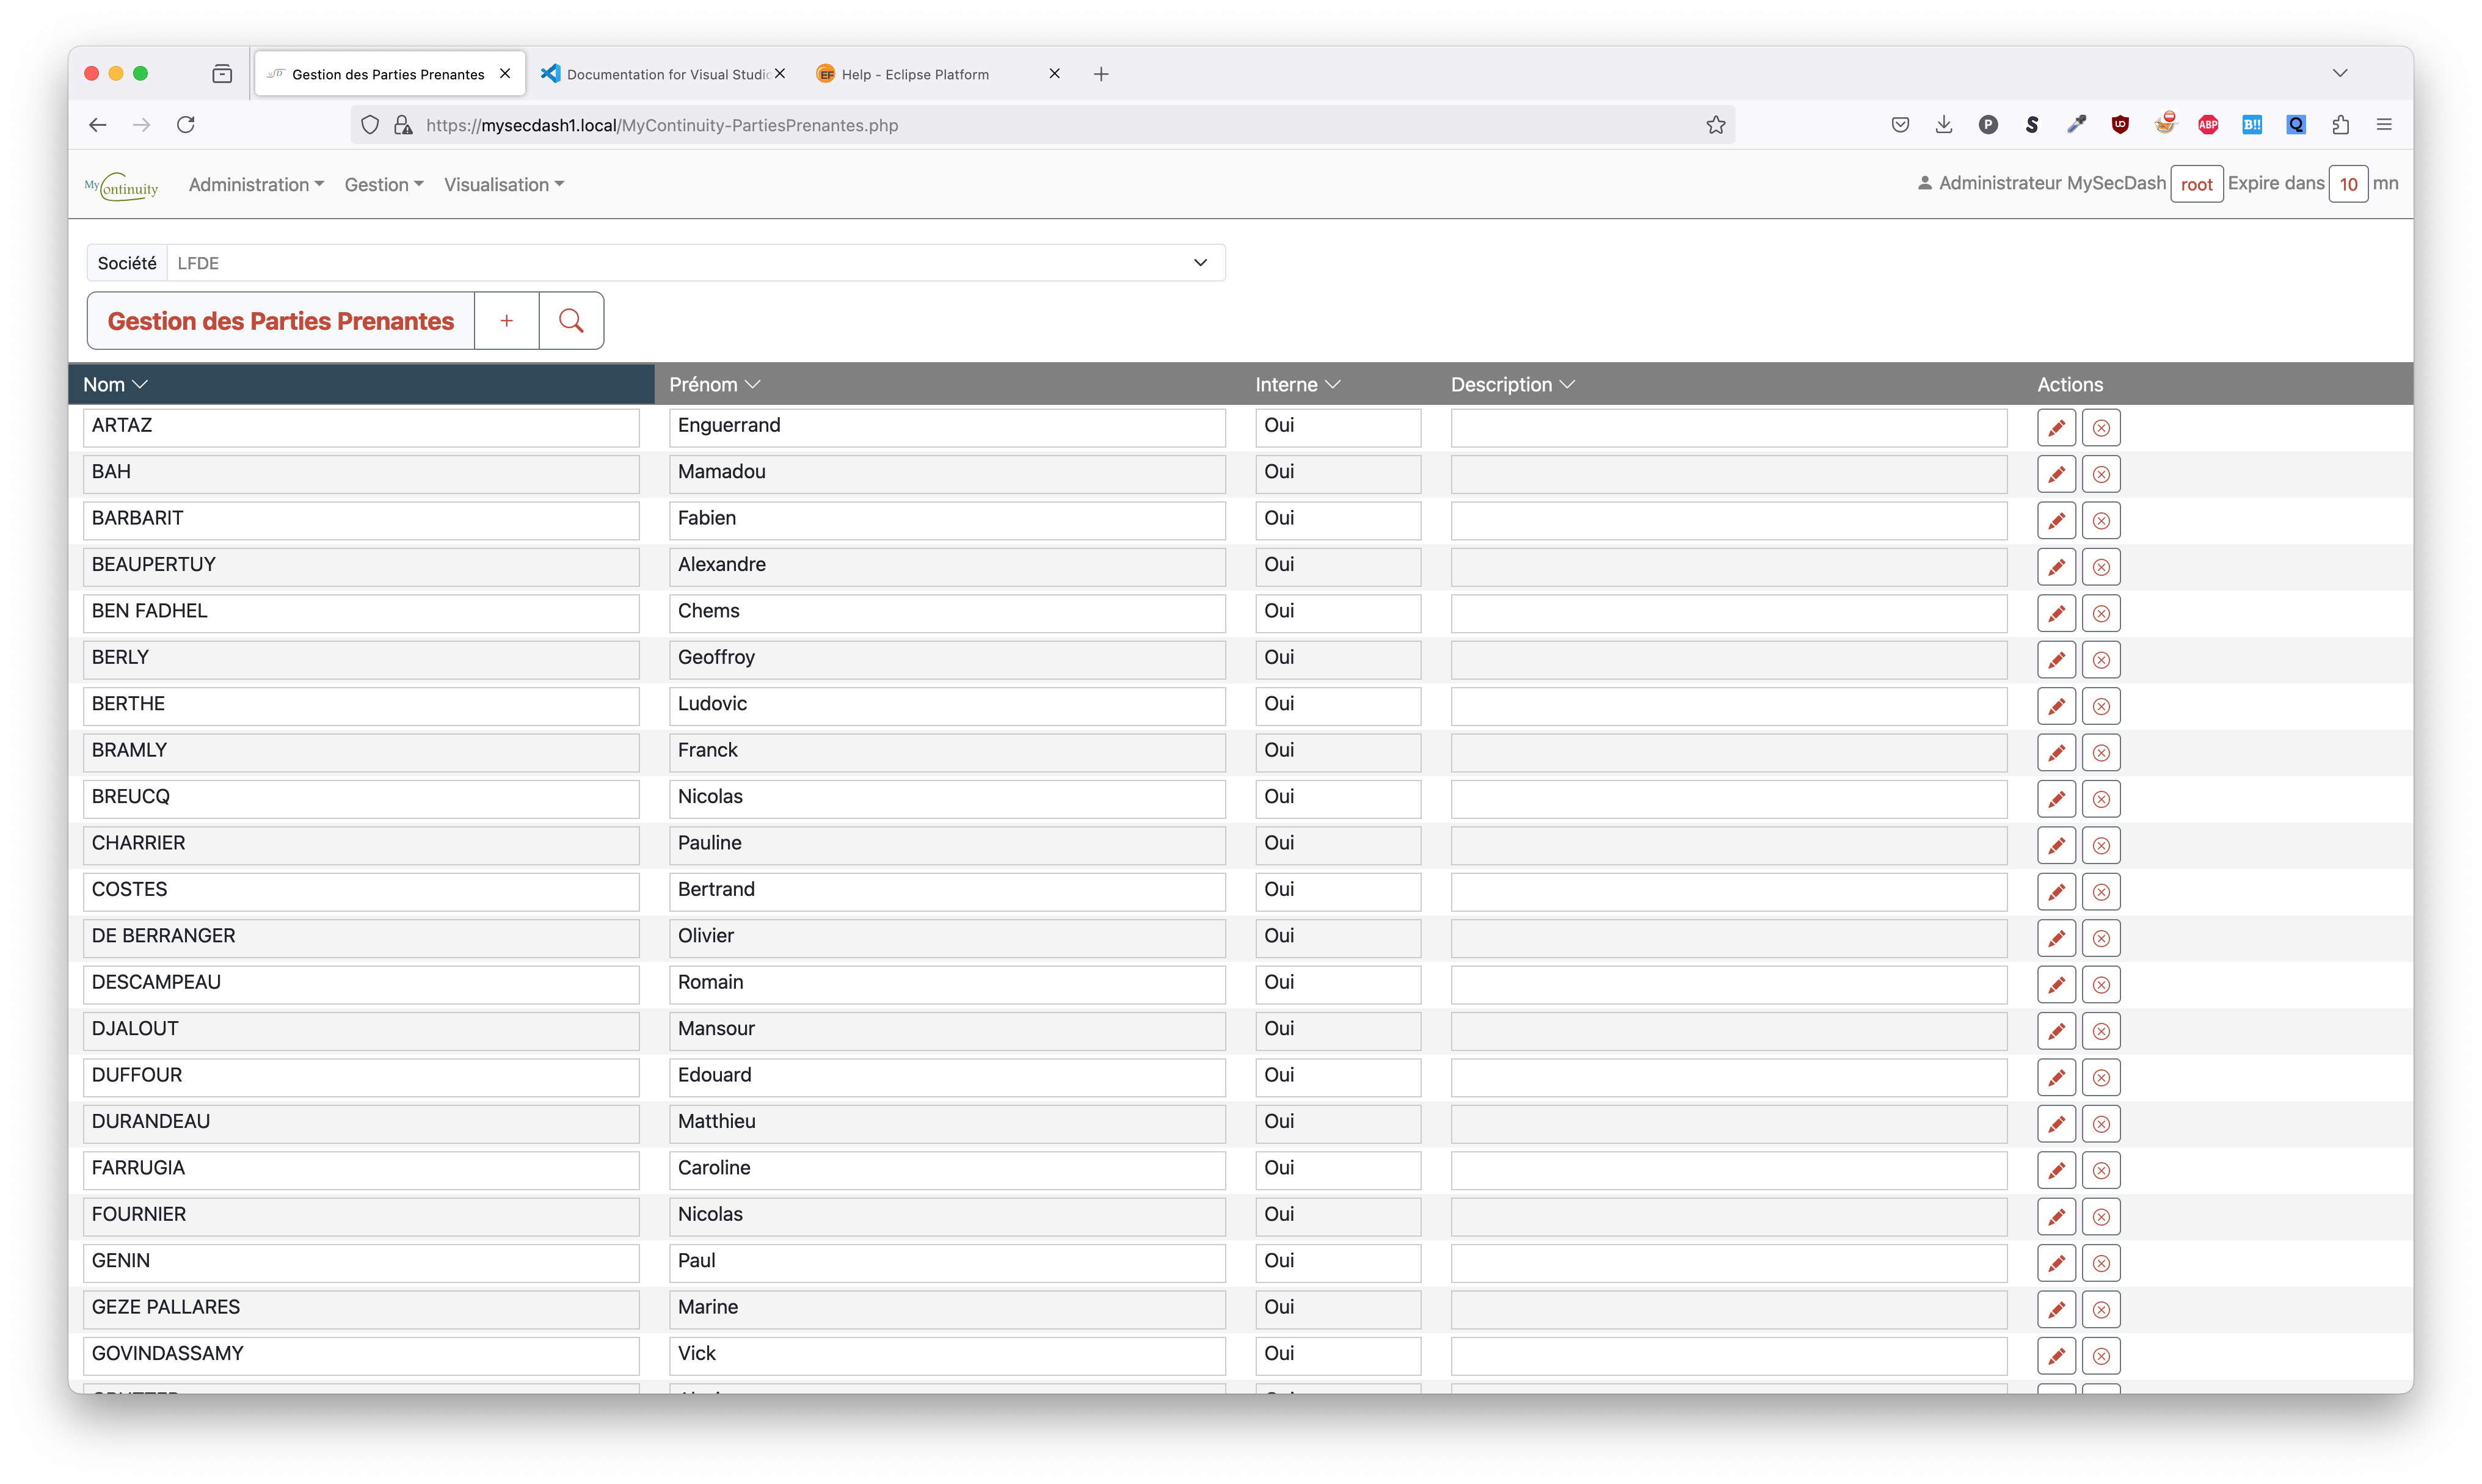 Gestion des Parties Prenantes
Documentation for Visual Studi
Help - Eclipse Platform
https://mysecdash1.local/MyContinuity-PartiesPrenantes.php
MyContinuity Administration Gestion Visualisation Administrateur MySecDash root Expire dans 10 mn
Société LFDE
Gestion des Parties Prenantes +
Nom Prénom Interne Description Actions
ARTAZ Enguerrand Oui
BAH Mamadou Oui
BARBARIT Fabien Oui
BEAUPERTUY Alexandre Oui
BEN FADHEL Chems Oui
BERLY Geoffroy Oui
BERTHE Ludovic Oui
BRAMLY Franck Oui
BREUCQ Nicolas Oui
CHARRIER Pauline Oui
COSTES Bertrand Oui
DE BERRANGER Olivier Oui
DESCAMPEAU Romain Oui
DJALOUT Mansour Oui
DUFFOUR Edouard Oui
DURANDEAU Matthieu Oui
FARRUGIA Caroline Oui
FOURNIER Nicolas Oui
GENIN Paul Oui
GEZE PALLARES Marine Oui
GOVINDASSAMY Vick Oui